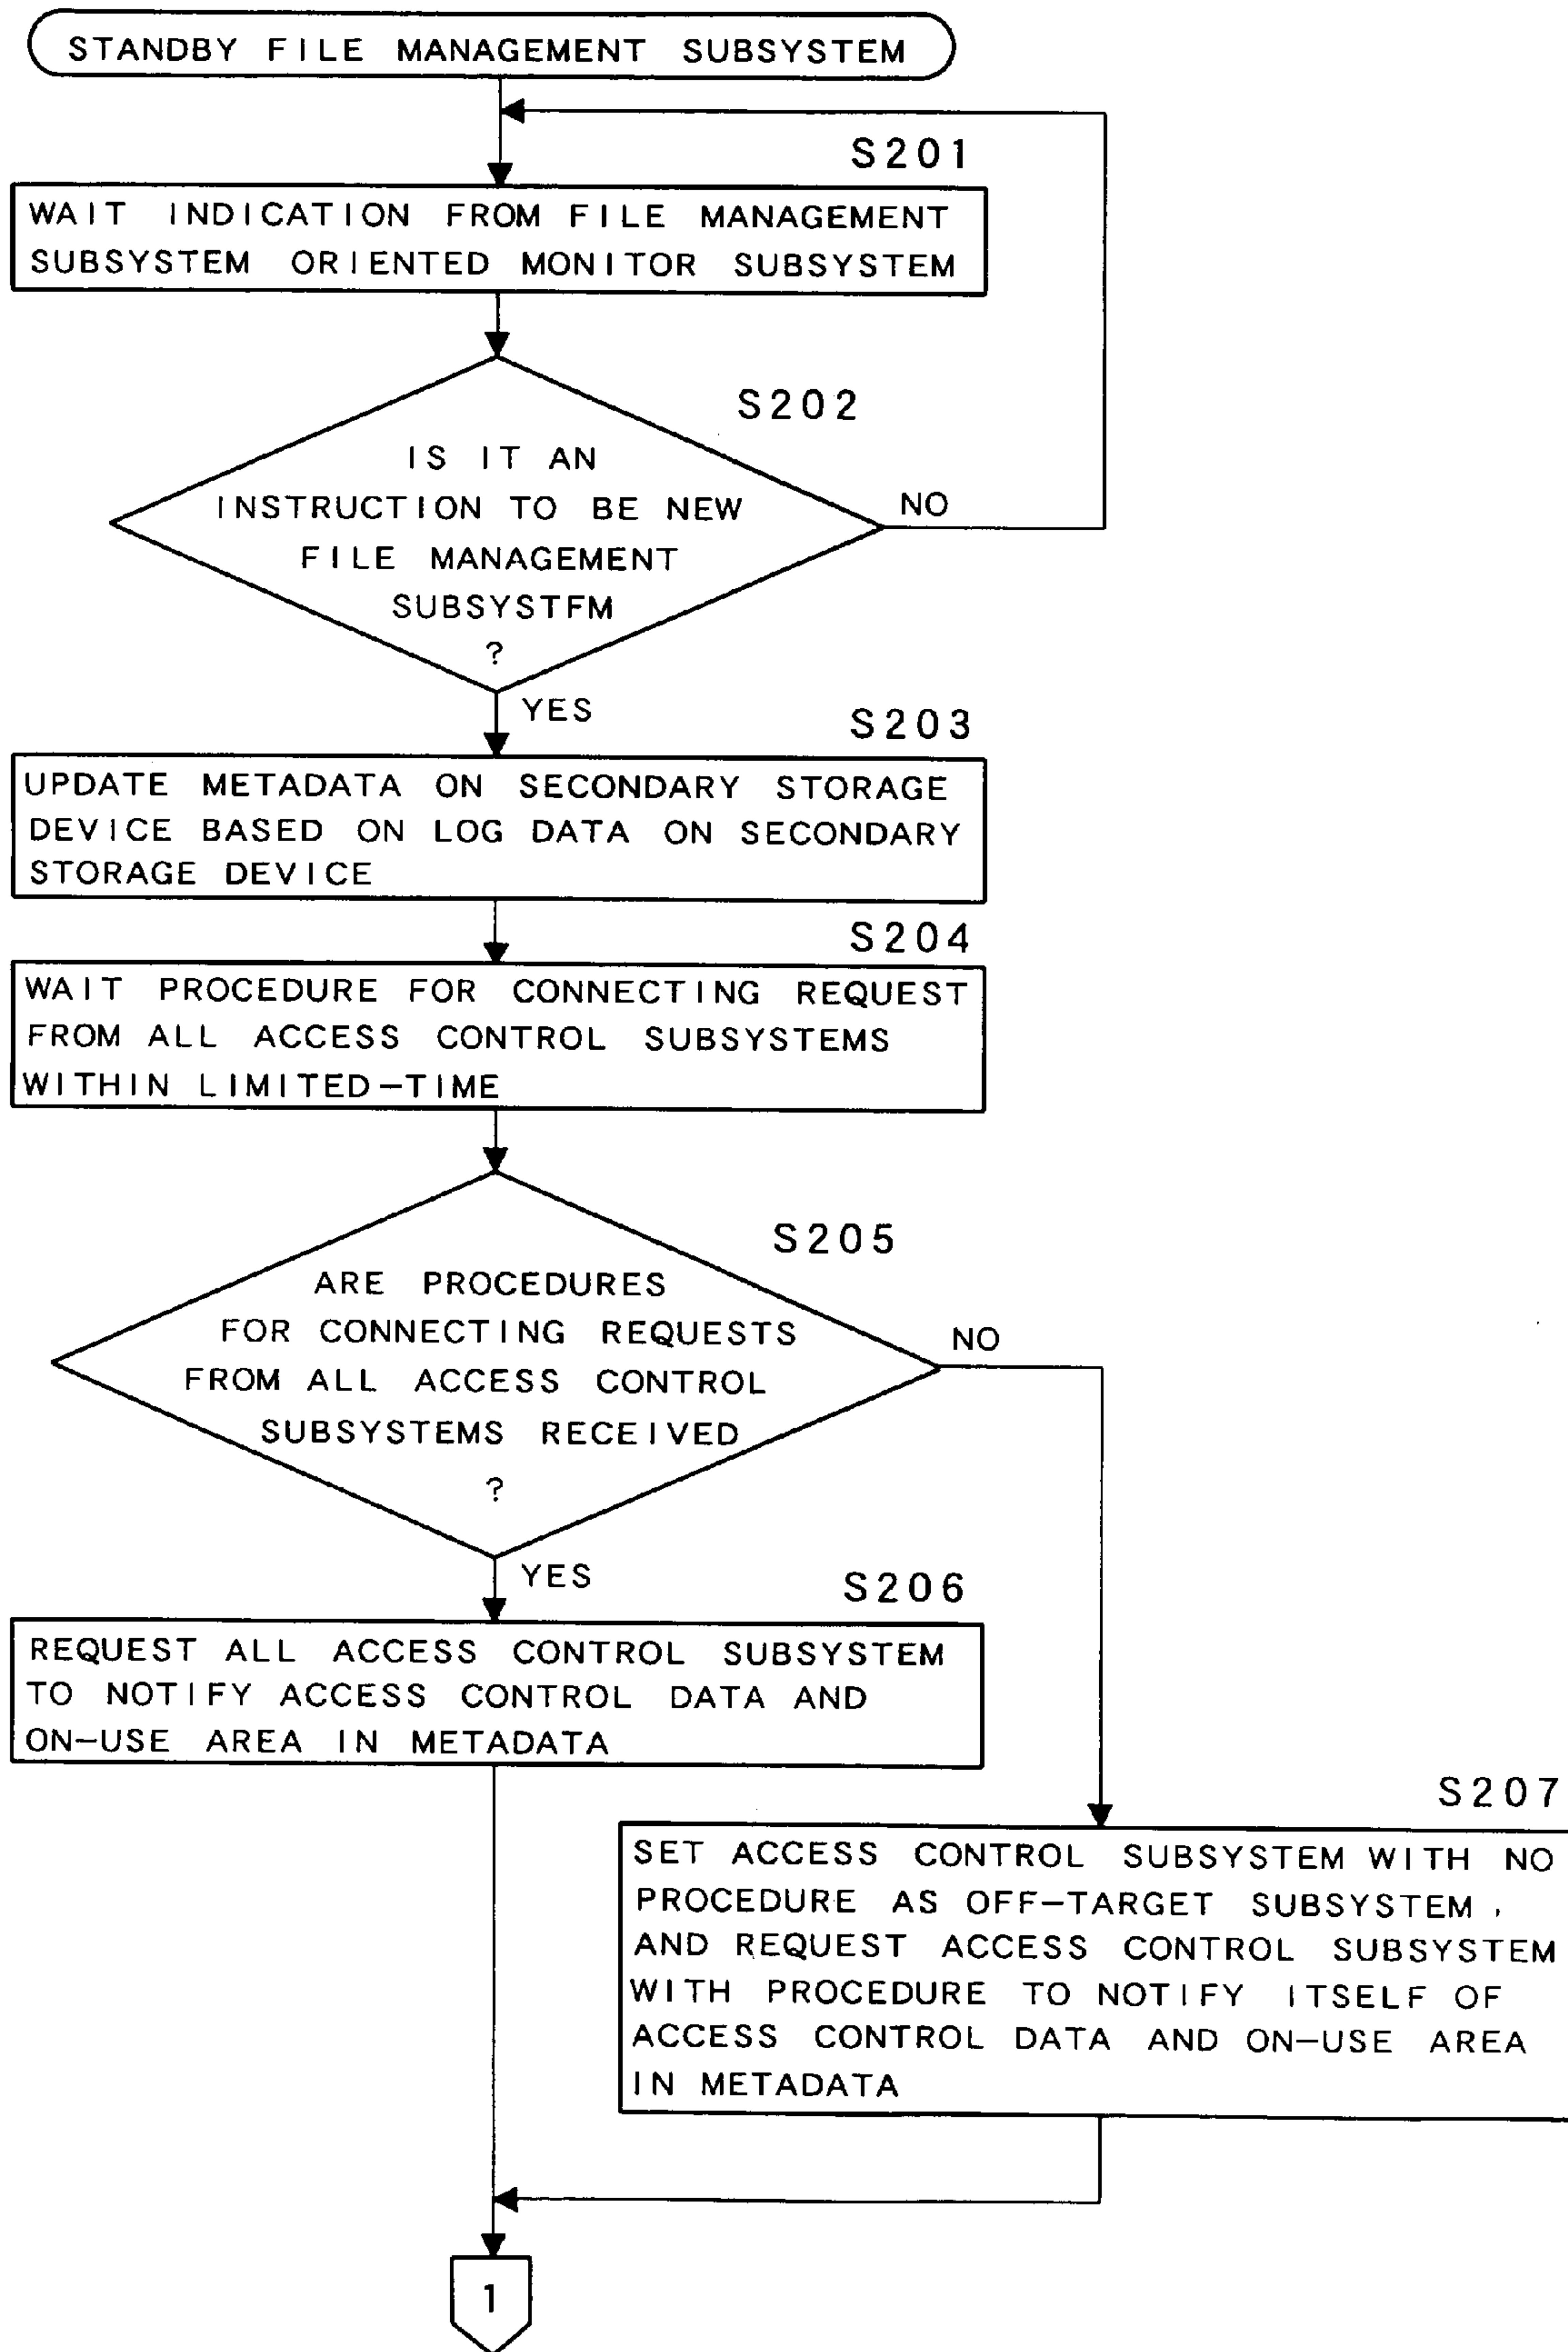 STANDBY FILE MANAGEMENT SUBSYSTEM
S201
WAIT INDICATION FROM FILE MANAGEMENT
SUBSYSTEM ORIENTED MONITOR SUBSYSTEM
S202
IS IT AN
INSTRUCTION TO BE NEW
FILE MANAGEMENT
SUBSYSTFM
?
NO
YES
S203
UPDATE METADATA ON SECONDARY STORAGE
DEVICE BASED ON LOG DATA ON SECONDARY
STORAGE DEVICE
S204
WAIT PROCEDURE FOR CONNECTING REQUEST
FROM ALL ACCESS CONTROL SUBSYSTEMS
WITHIN LIMITED-TIME
S205
ARE PROCEDURES
FOR CONNECTING REQUESTS
FROM ALL ACCESS CONTROL
SUBSYSTEMS RECEIVED
?
NO
YES
S206
REQUEST ALL ACCESS CONTROL SUBSYSTEM
TO NOTIFY ACCESS CONTROL DATA AND
ON-USE AREA IN METADATA
S207
SET ACCESS CONTROL SUBSYSTEM WITH NO
PROCEDURE AS OFF-TARGET SUBSYSTEM,
AND REQUEST ACCESS CONTROL SUBSYSTEM
WITH PROCEDURE TO NOTIFY ITSELF OF
ACCESS CONTROL DATA AND ON-USE AREA
IN METADATA
1